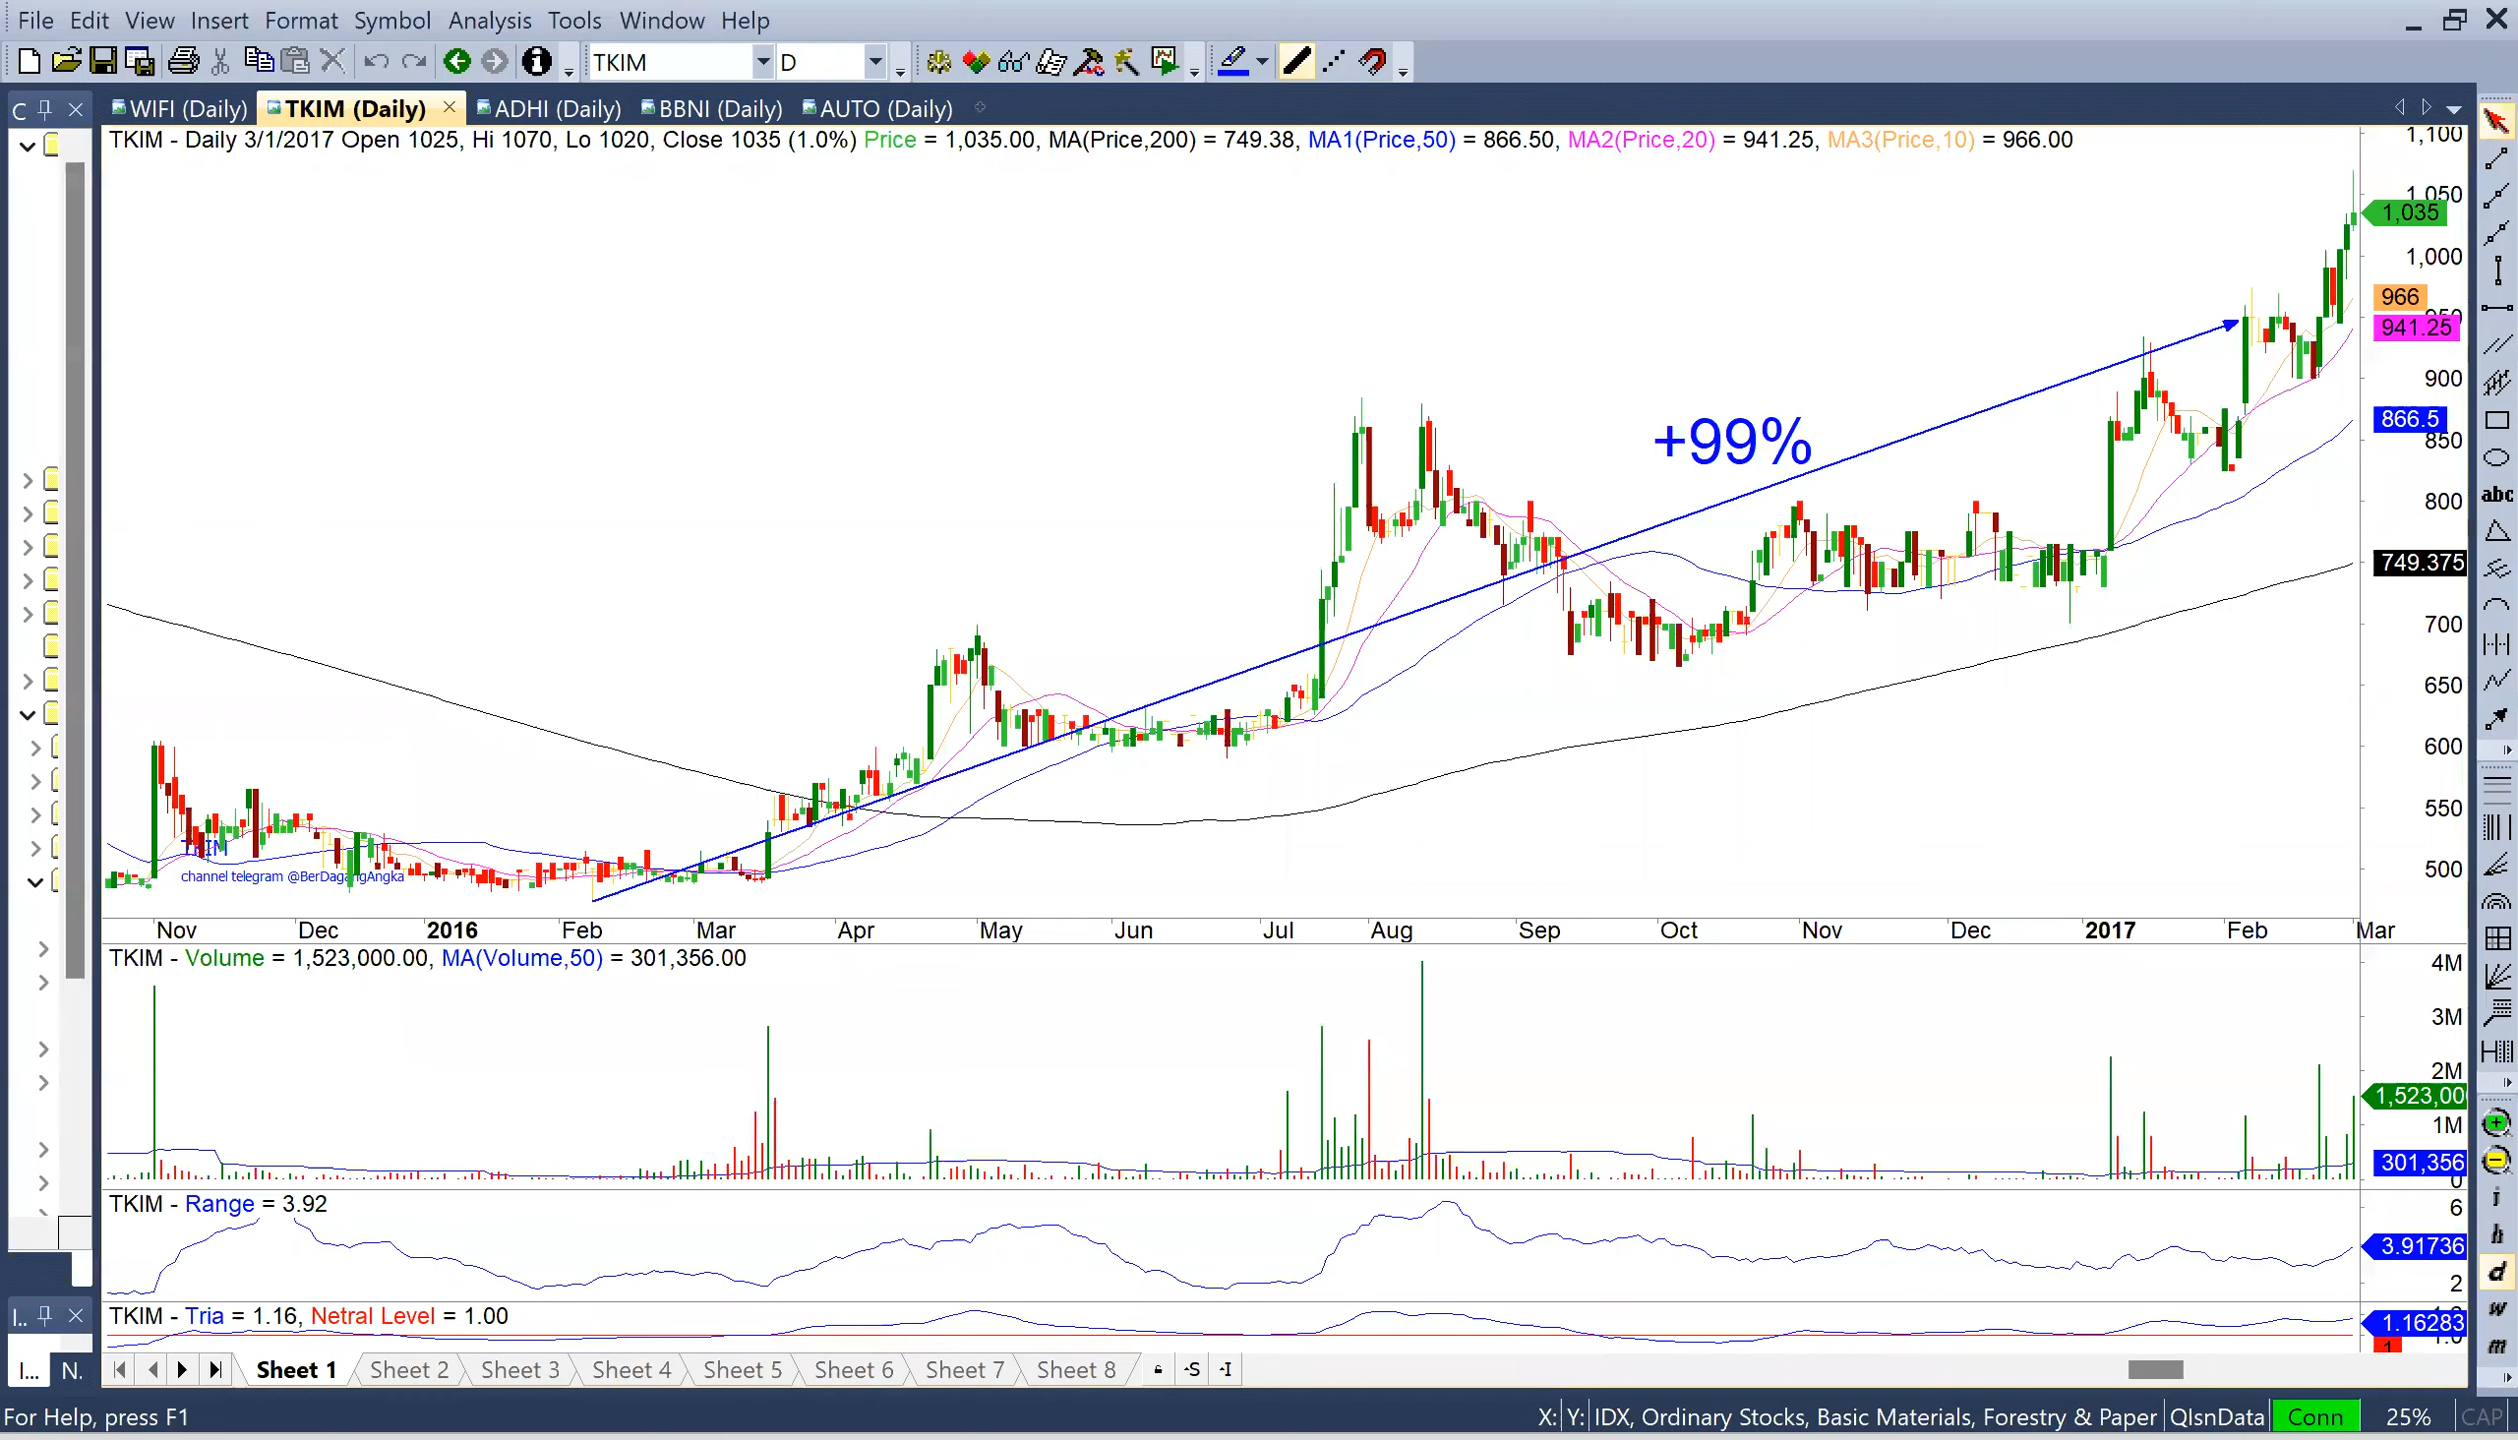 File Edit View Insert Format Symbol Analysis Tools Window Help
TKIM D
C WIFI (Daily) TKIM (Daily) ADHI (Daily) BBNI (Daily) AUTO (Daily)
TKIM - Daily 3/1/2017 Open 1025, Hi 1070, Lo 1020, Close 1035 (1.0%) Price = 1,035.00, MA(Price,200) = 749.38, MA1(Price,50) = 866.50, MA2(Price,20) = 941.25, MA3(Price,10) = 966.00
1,100
1,050
1,035
1,000
966
950
941.25
900
866.5
850
+99%
800
abc
749.375
700
650
600
550
TKIM
channel telegram @BerDagangAngka
500
Nov Dec 2016 Feb Mar Apr May Jun Jul Aug Sep Oct Nov Dec 2017 Feb Mar
TKIM - Volume = 1,523,000.00, MA(Volume,50) = 301,356.00
4M
3M
2M
1,523,00
1M
301,356
0
TKIM - Range = 3.92
6
3.91736
2
TKIM - Tria = 1.16, Netral Level = 1.00
1.16283
1.0
1
i
h
d
w
m
I.. I... N.
Sheet 1 Sheet 2 Sheet 3 Sheet 4 Sheet 5 Sheet 6 Sheet 7 Sheet 8 -S -I
For Help, press F1 X: Y: IDX, Ordinary Stocks, Basic Materials, Forestry & Paper QlsnData Conn 25% CAP